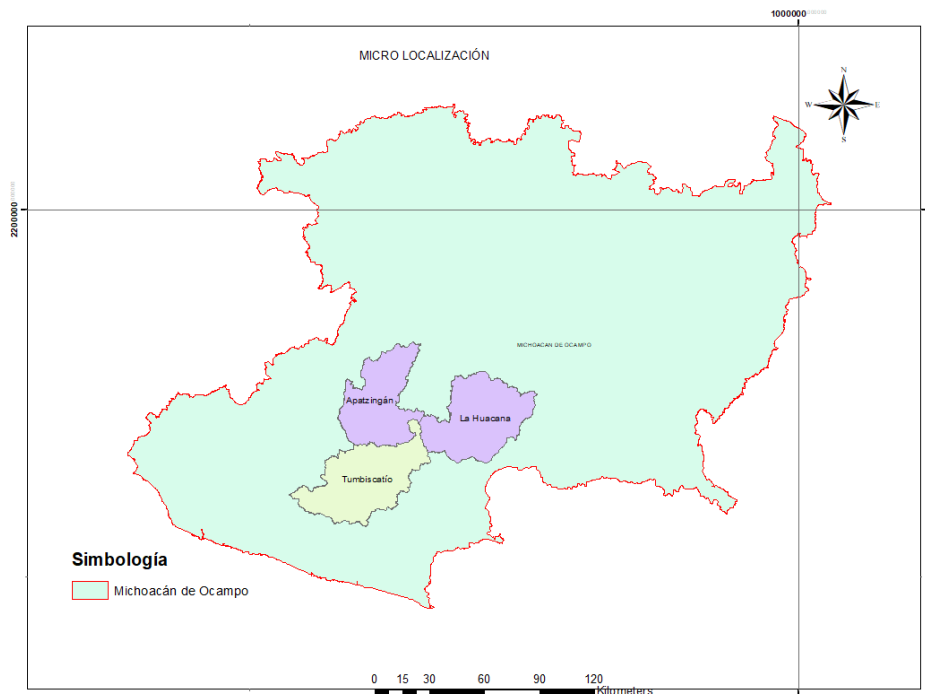 1000000
MICRO LOCALIZACIÓN
N
W E
S
2200000
MICHOACÁN DE OCAMPO
Apatzingán
La Huacana
Tumbiscatío
Simbología
Michoacán de Ocampo
0 15 30 60 90 120
Kilometers